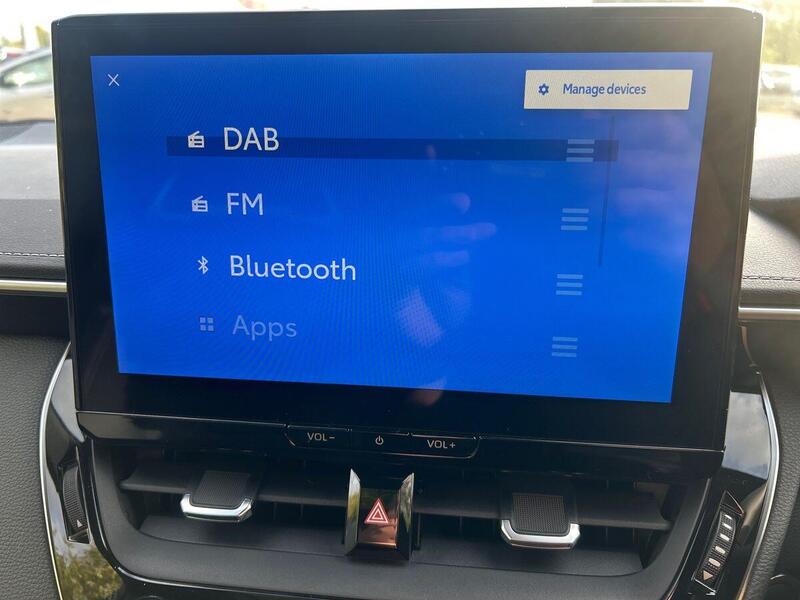 Manage devices
DAB
FM
Bluetooth
Apps
VOL-
VOL+